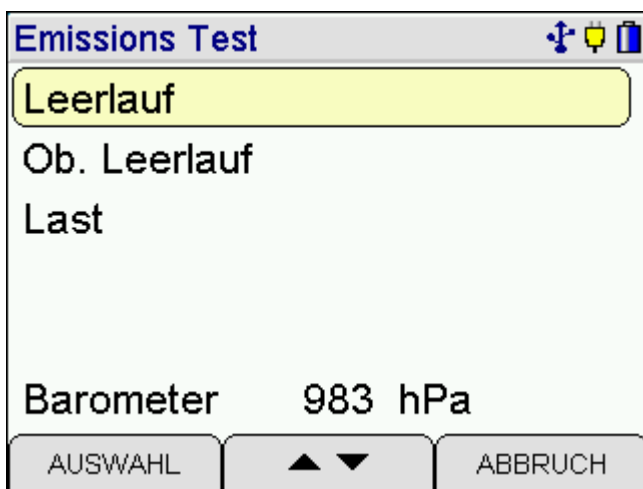 Emissions Test
Leerlauf
Ob. Leerlauf
Last
Barometer 983 hPa
AUSWAHL ▲ ▼ ABBRUCH